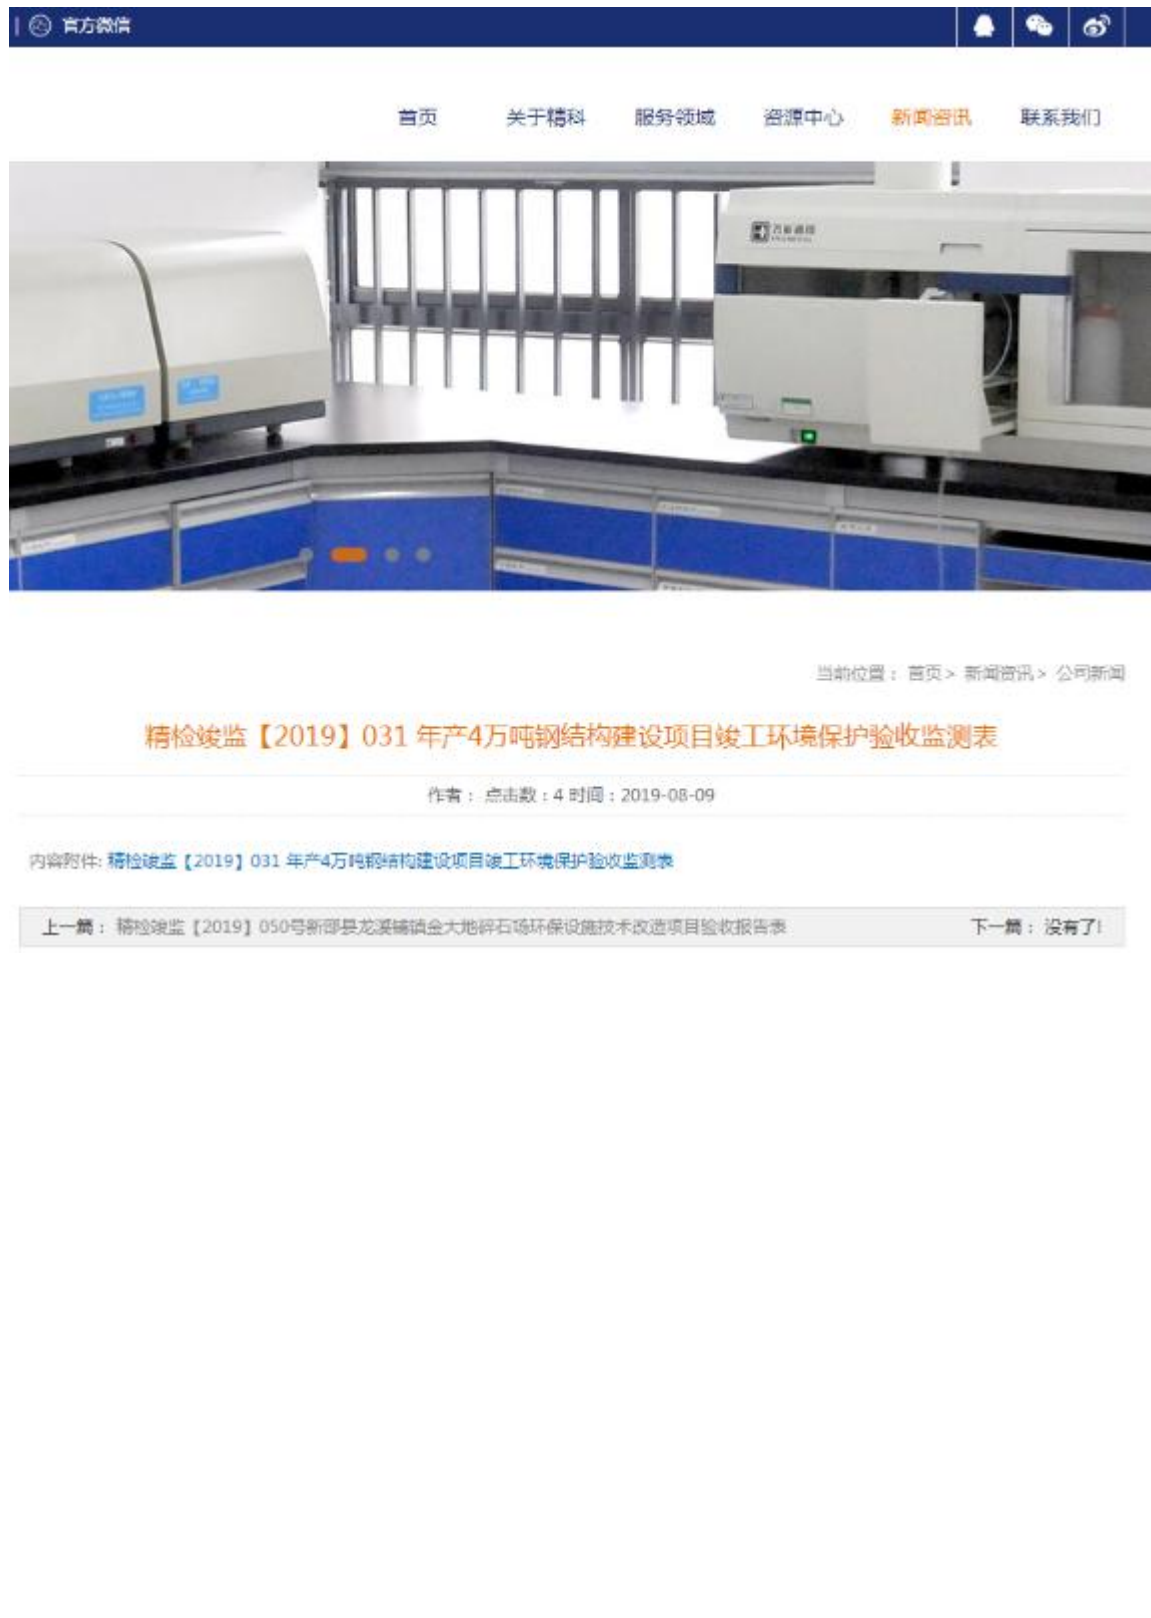 | 官方微信
首页 关于精科 服务领域 资源中心 新闻资讯 联系我们
当前位置： 首页> 新闻资讯> 公司新闻
精检竣监【2019】031 年产4万吨钢结构建设项目竣工环境保护验收监测表
作者： 点击数：4 时间：2019-08-09
内容附件: 精检竣监【2019】031 年产4万吨钢结构建设项目竣工环境保护验收监测表
上一篇： 精检竣监【2019】050号新邵县龙溪铺镇金大地碎石场环保设施技术改造项目验收报告表 下一篇： 没有了!